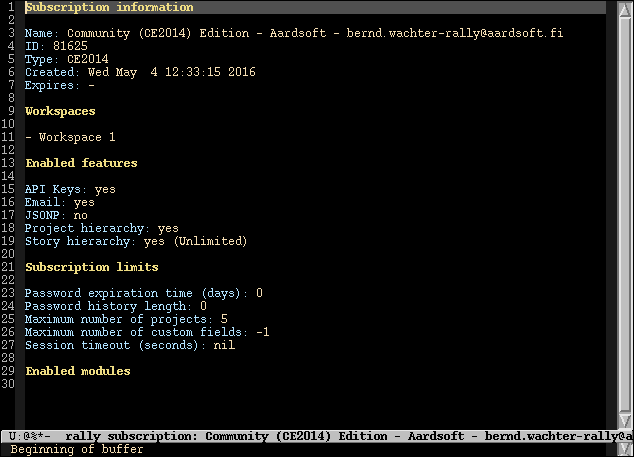 1 Subscription information
2
3 Name: Community (CE2014) Edition - Aardsoft - bernd.wachter-rally@aardsoft.fi
4 ID: 81625
5 Type: CE2014
6 Created: Wed May  4 12:33:15 2016
7 Expires: -
8
9 Workspaces
10
11 - Workspace 1
12
13 Enabled features
14
15 API Keys: yes
16 Email: yes
17 JSONP: no
18 Project hierarchy: yes
19 Story hierarchy: yes (Unlimited)
20
21 Subscription limits
22
23 Password expiration time (days): 0
24 Password history length: 0
25 Maximum number of projects: 5
26 Maximum number of custom fields: -1
27 Session timeout (seconds): nil
28
29 Enabled modules
30
U:@%*-  rally subscription: Community (CE2014) Edition - Aardsoft - bernd.wachter-rally@a
Beginning of buffer